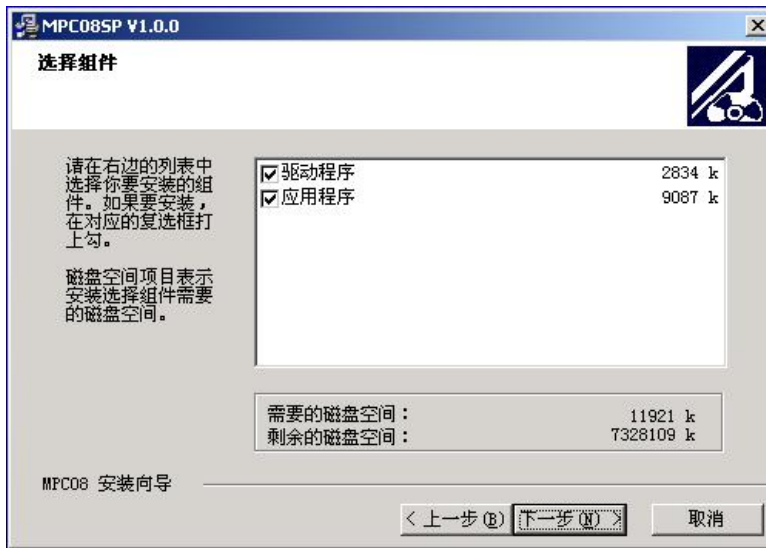 MPC08SP V1.0.0
选择组件
请在右边的列表中
选择你要安装的组
件。如果要安装，
在对应的复选框打
上勾。
磁盘空间项目表示
安装选择组件需要
的磁盘空间。
驱动程序 2834 k
应用程序 9087 k
需要的磁盘空间： 11921 k
剩余的磁盘空间： 7328109 k
MPC08 安装向导
< 上一步(B) 下一步(N) > 取消